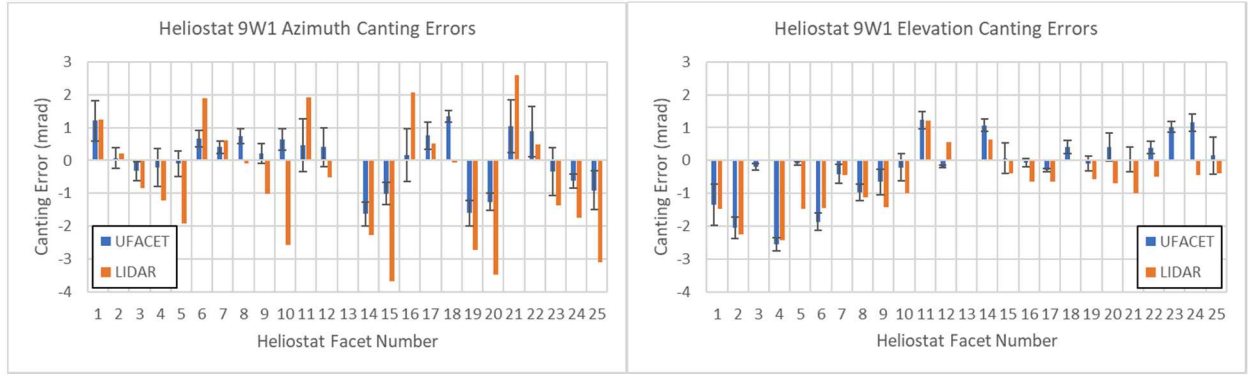 Heliostat 9W1 Azimuth Canting Errors
Canting Error (mrad)
3
2
1
0
-1
-2
-3
-4
UFACET
LIDAR
1 2 3 4 5 6 7 8 9 10 11 12 13 14 15 16 17 18 19 20 21 22 23 24 25
Heliostat Facet Number
Heliostat 9W1 Elevation Canting Errors
Canting Error (mrad)
3
2
1
0
-1
-2
-3
-4
UFACET
LIDAR
1 2 3 4 5 6 7 8 9 10 11 12 13 14 15 16 17 18 19 20 21 22 23 24 25
Heliostat Facet Number